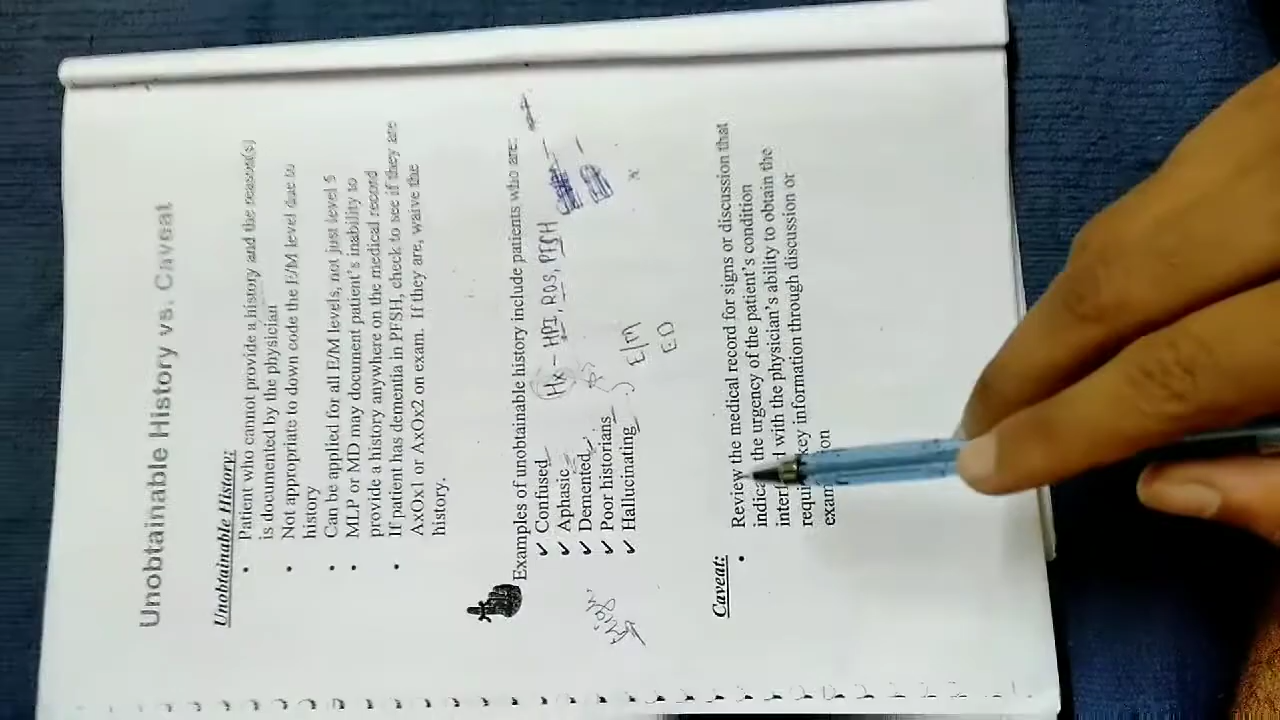 Unobtainable History vs. Caveat
Unobtainable History:
• Patient who cannot provide a history and the reason(s)
is documented by the physician
• Not appropriate to down code the E/M level due to
history
• Can be applied for all E/M levels, not just level 5
• MLP or MD may document patient's inability to
provide a history anywhere on the medical record
• If patient has dementia in PFSH, check to see if they are
AxOx1 or AxOx2 on exam. If they are, waive the
history.
Examples of unobtainable history include patients who are:
✓ Confused
✓ Aphasic
✓ Demented
✓ Poor historians
✓ Hallucinating
Hx - HPI, ROS, PFSH
E/M
ED
Caveat:
• Review the medical record for signs or discussion that
the urgency of the patient's condition
with the physician's ability to obtain the
key information through discussion or